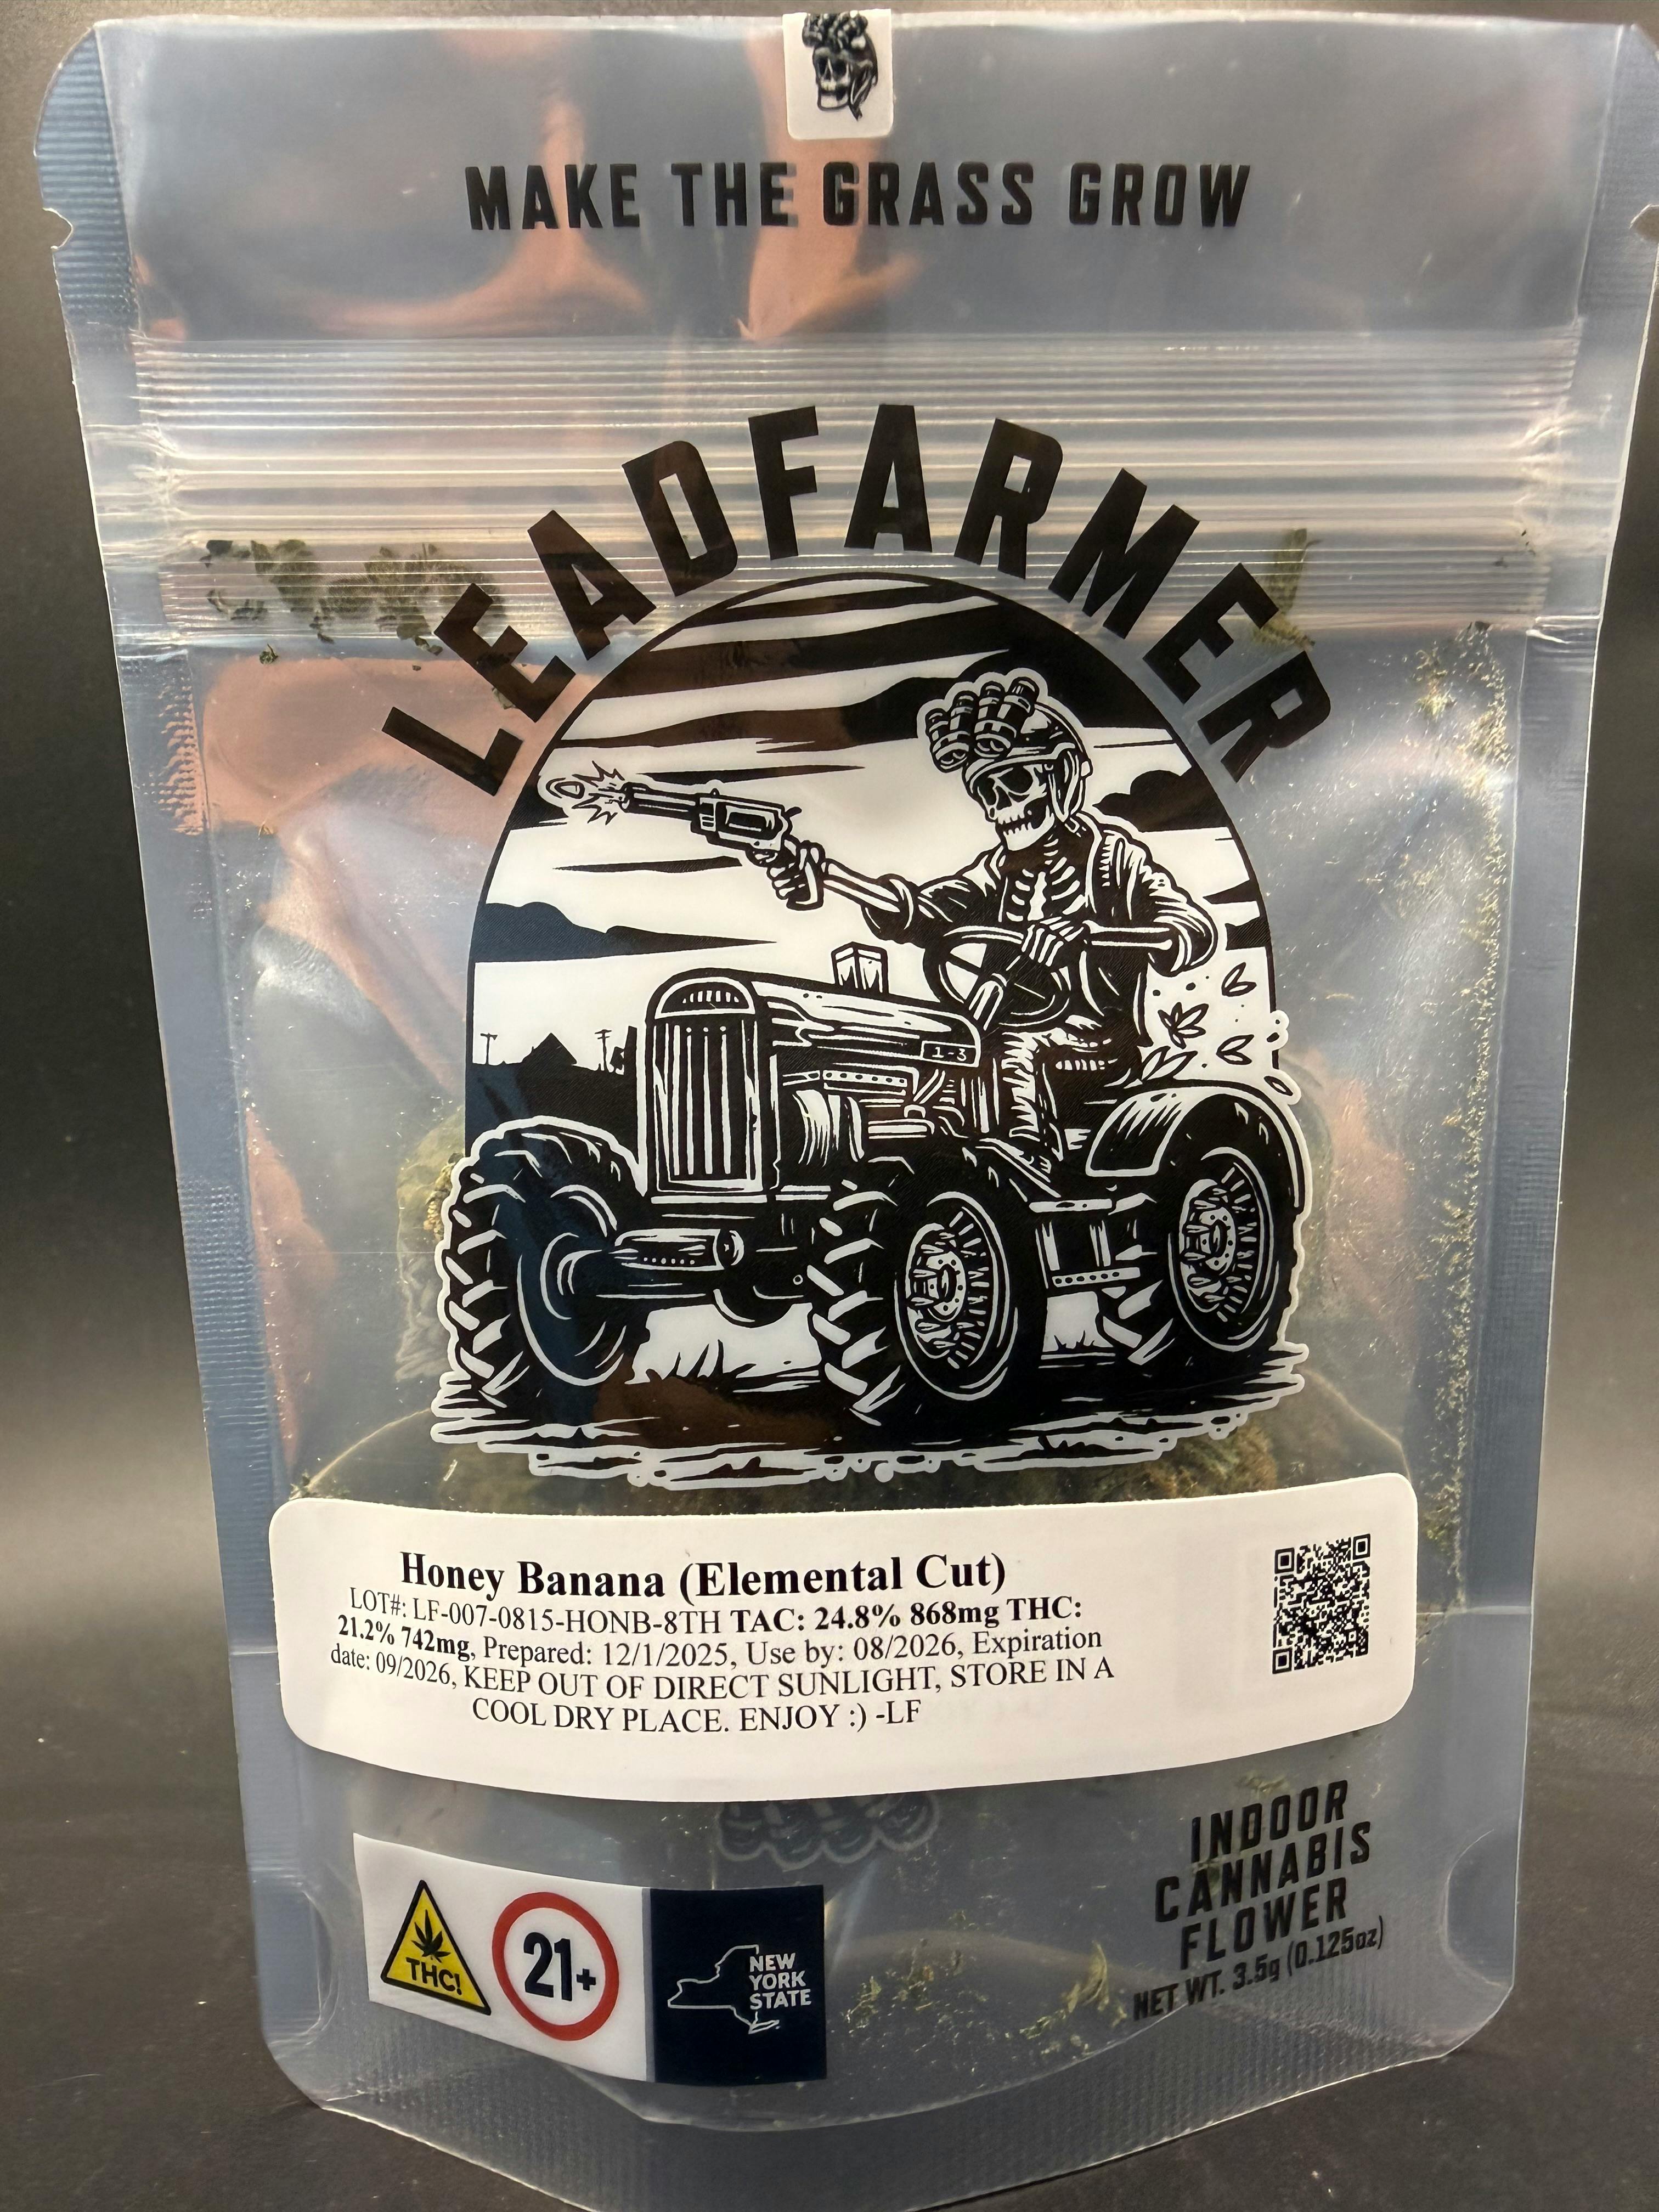 MAKE THE GRASS GROW
LEADFARMER
1-3
Honey Banana (Elemental Cut)
LOT#: LF-007-0815-HONB-8TH TAC: 24.8% 868mg THC:
21.2% 742mg, Prepared: 12/1/2025, Use by: 08/2026, Expiration
date: 09/2026, KEEP OUT OF DIRECT SUNLIGHT, STORE IN A
COOL DRY PLACE. ENJOY :) -LF
THC!
21+
NEW
YORK
STATE
INDOOR
CANNABIS
FLOWER
NET WT. 3.5g (0.125oz)